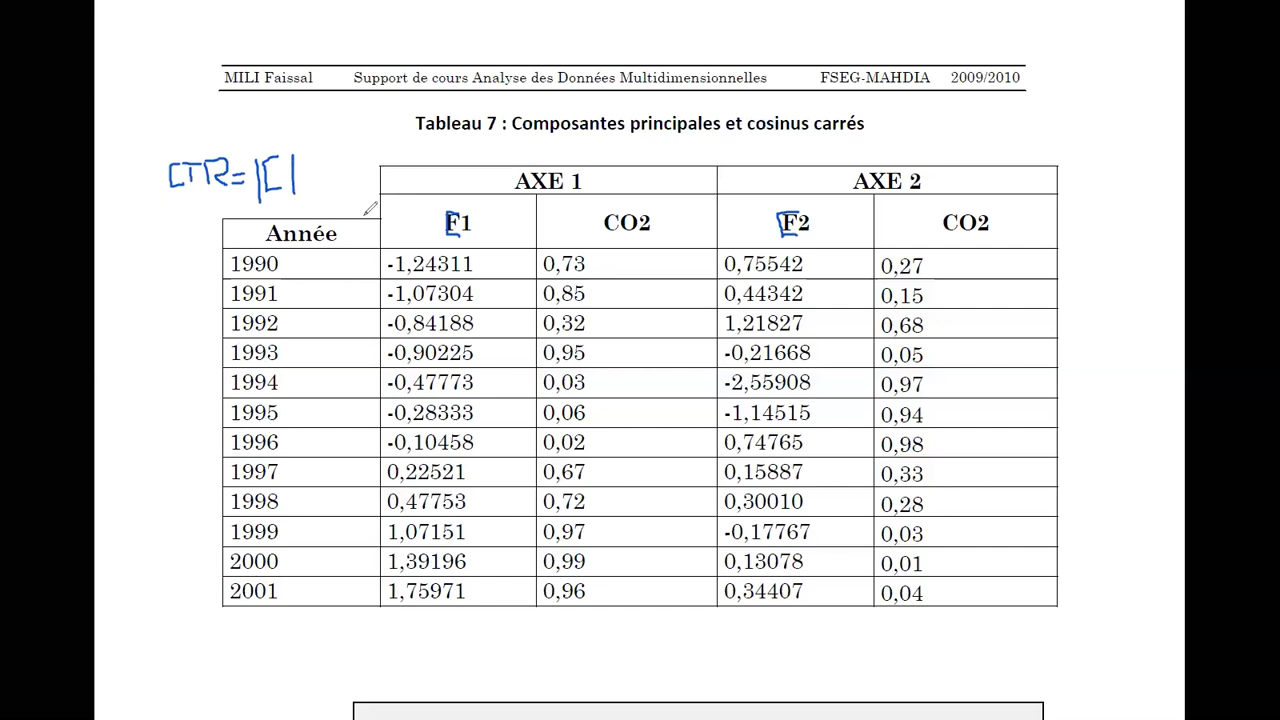 MILI Faissal Support de cours Analyse des Données Multidimensionnelles FSEG-MAHDIA 2009/2010
Tableau 7 : Composantes principales et cosinus carrés
CTR= |C|
AXE 1 AXE 2
Année F1 CO2 F2 CO2
1990 -1,24311 0,73 0,75542 0,27
1991 -1,07304 0,85 0,44342 0,15
1992 -0,84188 0,32 1,21827 0,68
1993 -0,90225 0,95 -0,21668 0,05
1994 -0,47773 0,03 -2,55908 0,97
1995 -0,28333 0,06 -1,14515 0,94
1996 -0,10458 0,02 0,74765 0,98
1997 0,22521 0,67 0,15887 0,33
1998 0,47753 0,72 0,30010 0,28
1999 1,07151 0,97 -0,17767 0,03
2000 1,39196 0,99 0,13078 0,01
2001 1,75971 0,96 0,34407 0,04